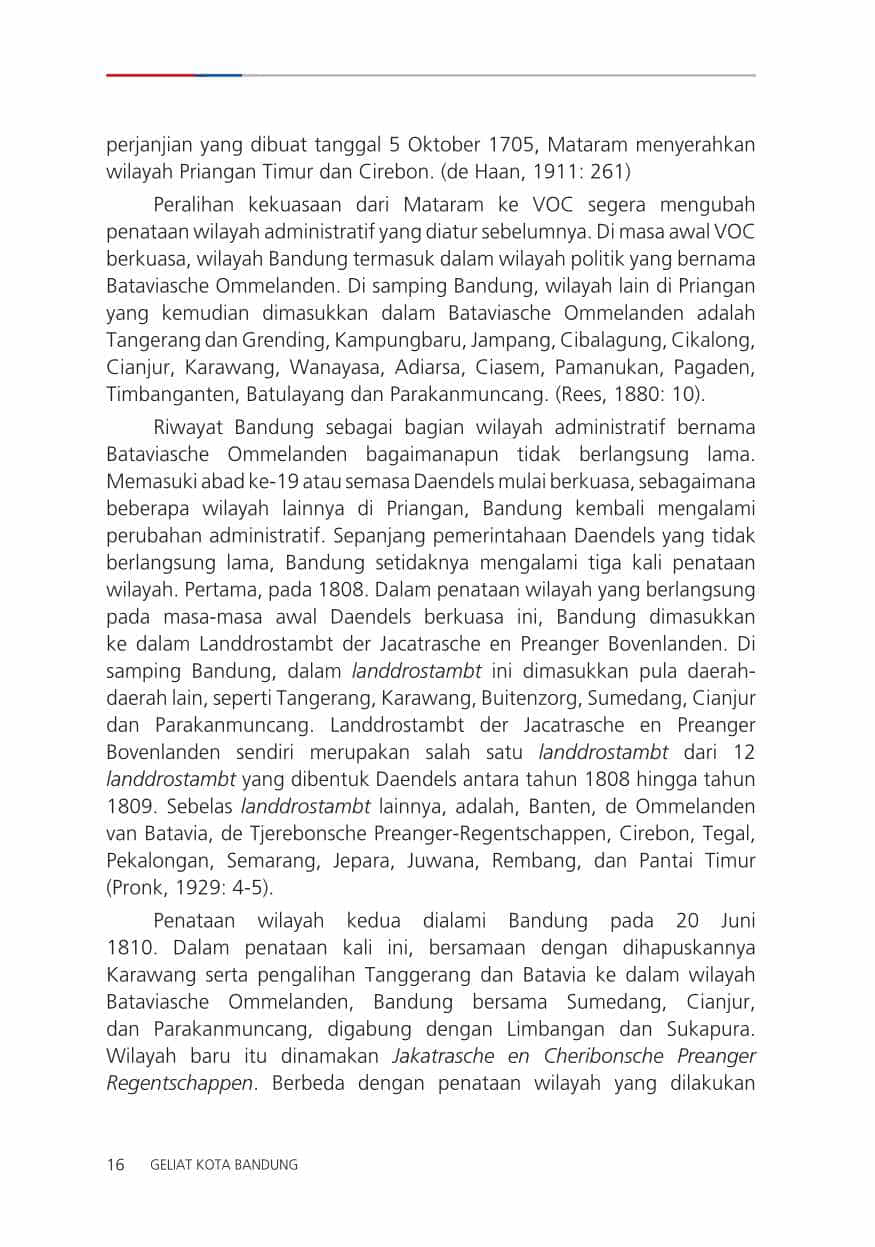 perjanjian yang dibuat tanggal 5 Oktober 1705, Mataram menyerahkan
wilayah Priangan Timur dan Cirebon. (de Haan, 1911: 261)
Peralihan kekuasaan dari Mataram ke VOC segera mengubah
penataan wilayah administratif yang diatur sebelumnya. Di masa awal VOC
berkuasa, wilayah Bandung termasuk dalam wilayah politik yang bernama
Bataviasche Ommelanden. Di samping Bandung, wilayah lain di Priangan
yang kemudian dimasukkan dalam Bataviasche Ommelanden adalah
Tangerang dan Grending, Kampungbaru, Jampang, Cibalagung, Cikalong,
Cianjur, Karawang, Wanayasa, Adiarsa, Ciasem, Pamanukan, Pagaden,
Timbanganten, Batulayang dan Parakanmuncang. (Rees, 1880: 10).
Riwayat Bandung sebagai bagian wilayah administratif bernama
Bataviasche Ommelanden bagaimanapun tidak berlangsung lama.
Memasuki abad ke-19 atau semasa Daendels mulai berkuasa, sebagaimana
beberapa wilayah lainnya di Priangan, Bandung kembali mengalami
perubahan administratif. Sepanjang pemerintahaan Daendels yang tidak
berlangsung lama, Bandung setidaknya mengalami tiga kali penataan
wilayah. Pertama, pada 1808. Dalam penataan wilayah yang berlangsung
pada masa-masa awal Daendels berkuasa ini, Bandung dimasukkan
ke dalam Landdrostambt der Jacatrasche en Preanger Bovenlanden. Di
samping Bandung, dalam landdrostambt ini dimasukkan pula daerah-
daerah lain, seperti Tangerang, Karawang, Buitenzorg, Sumedang, Cianjur
dan Parakanmuncang. Landdrostambt der Jacatrasche en Preanger
Bovenlanden sendiri merupakan salah satu landdrostambt dari 12
landdrostambt yang dibentuk Daendels antara tahun 1808 hingga tahun
1809. Sebelas landdrostambt lainnya, adalah, Banten, de Ommelanden
van Batavia, de Tjerebonsche Preanger-Regentschappen, Cirebon, Tegal,
Pekalongan, Semarang, Jepara, Juwana, Rembang, dan Pantai Timur
(Pronk, 1929: 4-5).
Penataan wilayah kedua dialami Bandung pada 20 Juni
1810. Dalam penataan kali ini, bersamaan dengan dihapuskannya
Karawang serta pengalihan Tanggerang dan Batavia ke dalam wilayah
Bataviasche Ommelanden, Bandung bersama Sumedang, Cianjur,
dan Parakanmuncang, digabung dengan Limbangan dan Sukapura.
Wilayah baru itu dinamakan Jakatrasche en Cheribonsche Preanger
Regentschappen. Berbeda dengan penataan wilayah yang dilakukan
16 GELIAT KOTA BANDUNG